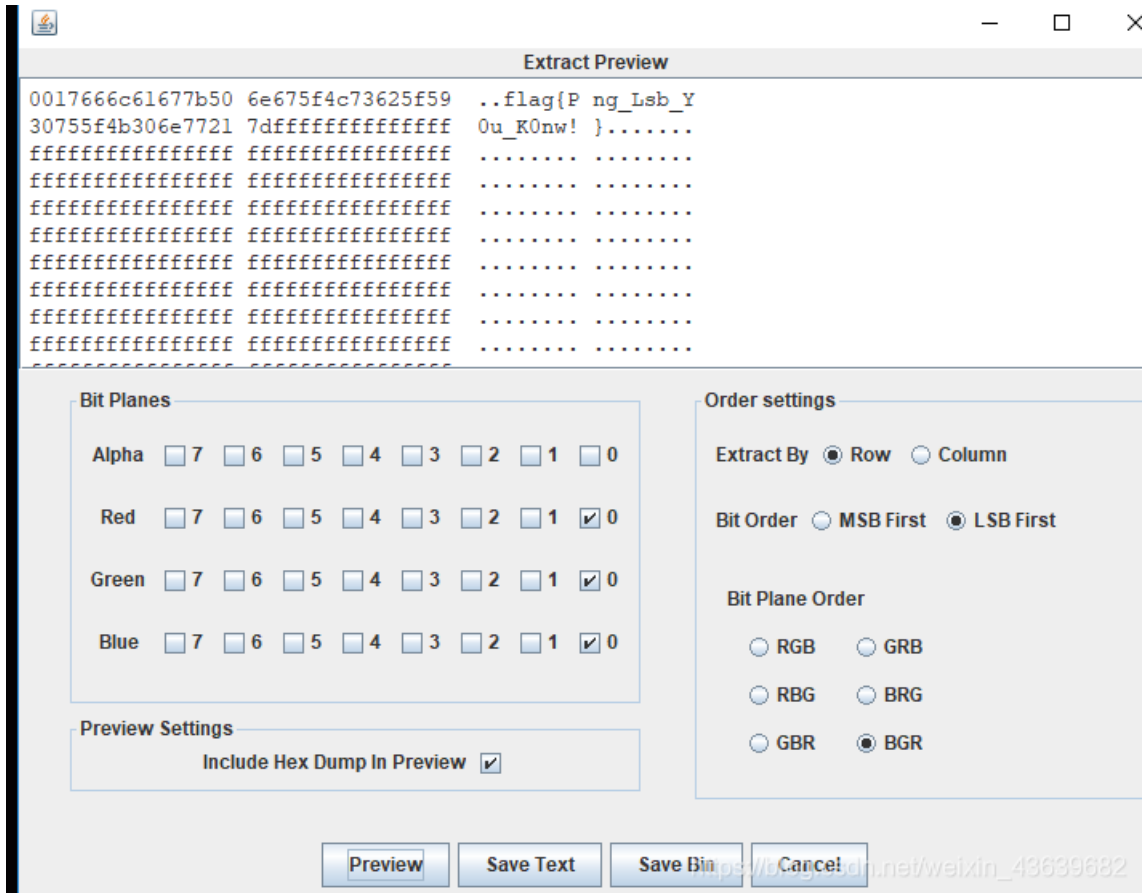 Extract Preview
0017666c61677b50 6e675f4c73625f59 ..flag{P ng_Lsb_Y
30755f4b306e7721 7dffffffffffffff 0u_K0nw! }.......
ffffffffffffffff ffffffffffffffff ........ ........
ffffffffffffffff ffffffffffffffff ........ ........
ffffffffffffffff ffffffffffffffff ........ ........
ffffffffffffffff ffffffffffffffff ........ ........
ffffffffffffffff ffffffffffffffff ........ ........
ffffffffffffffff ffffffffffffffff ........ ........
ffffffffffffffff ffffffffffffffff ........ ........
ffffffffffffffff ffffffffffffffff ........ ........
Bit Planes
Alpha 7 6 5 4 3 2 1 0
Red 7 6 5 4 3 2 1 0
Green 7 6 5 4 3 2 1 0
Blue 7 6 5 4 3 2 1 0
Preview Settings
Include Hex Dump In Preview
Order settings
Extract By Row Column
Bit Order MSB First LSB First
Bit Plane Order
RGB GRB
RBG BRG
GBR BGR
Preview Save Text Save Bin Cancel
https://blog.csdn.net/weixin_43639682